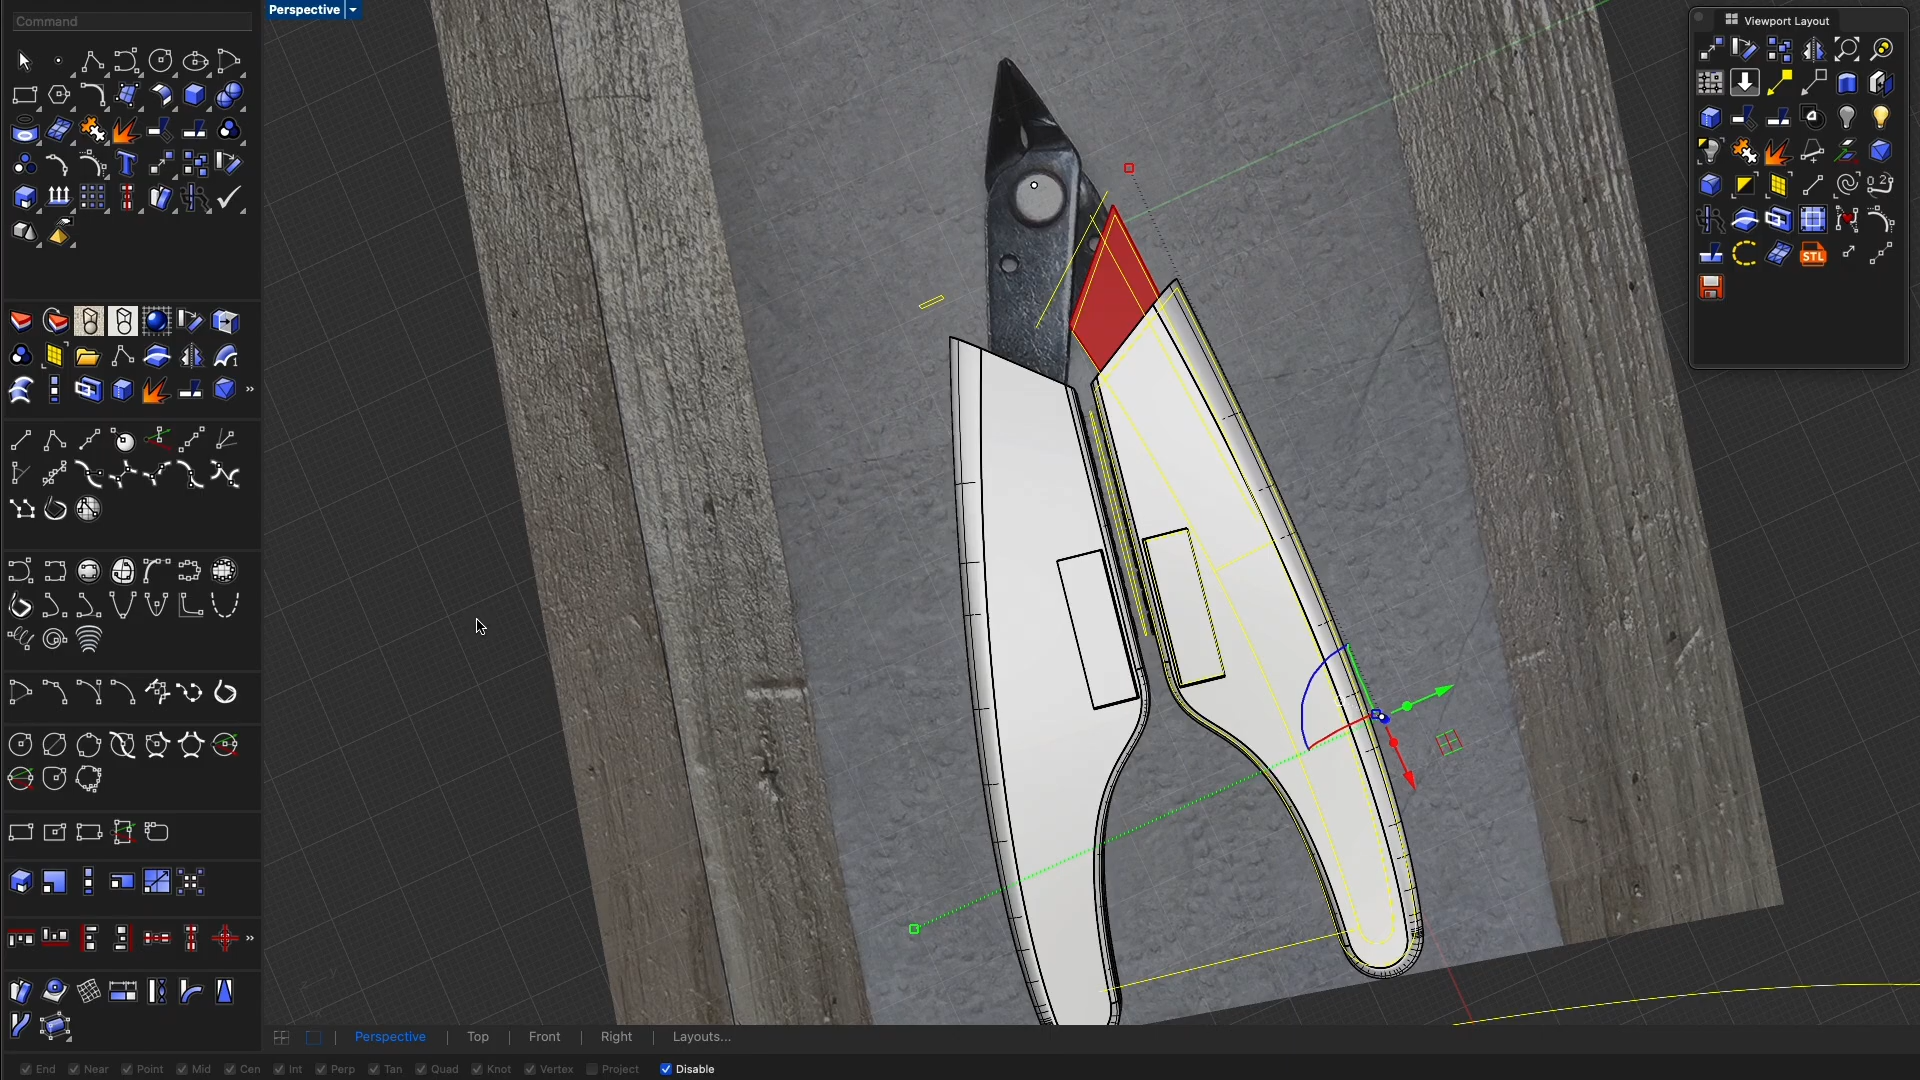 Command
Perspective
Viewport Layout
STL
Perspective
Top
Front
Right
Layouts...
End
Near
Point
Mid
Cen
Int
Perp
Tan
Quad
Knot
Vertex
Project
Disable